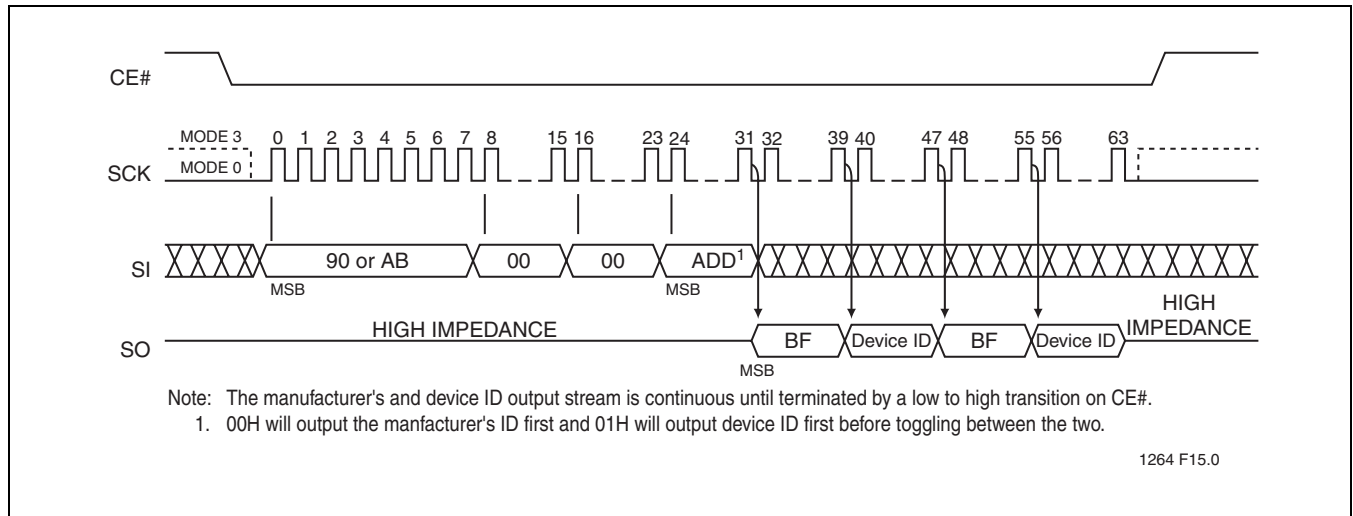 CE#
MODE 3
0 1 2 3 4 5 6 7 8 15 16 23 24 31 32 39 40 47 48 55 56 63
MODE 0
SCK
SI
90 or AB 00 00 ADD1
MSB MSB
HIGH IMPEDANCE
HIGH
IMPEDANCE
SO
BF Device ID BF Device ID
MSB
Note: The manufacturer's and device ID output stream is continuous until terminated by a low to high transition on CE#.
1. 00H will output the manfacturer's ID first and 01H will output device ID first before toggling between the two.
1264 F15.0